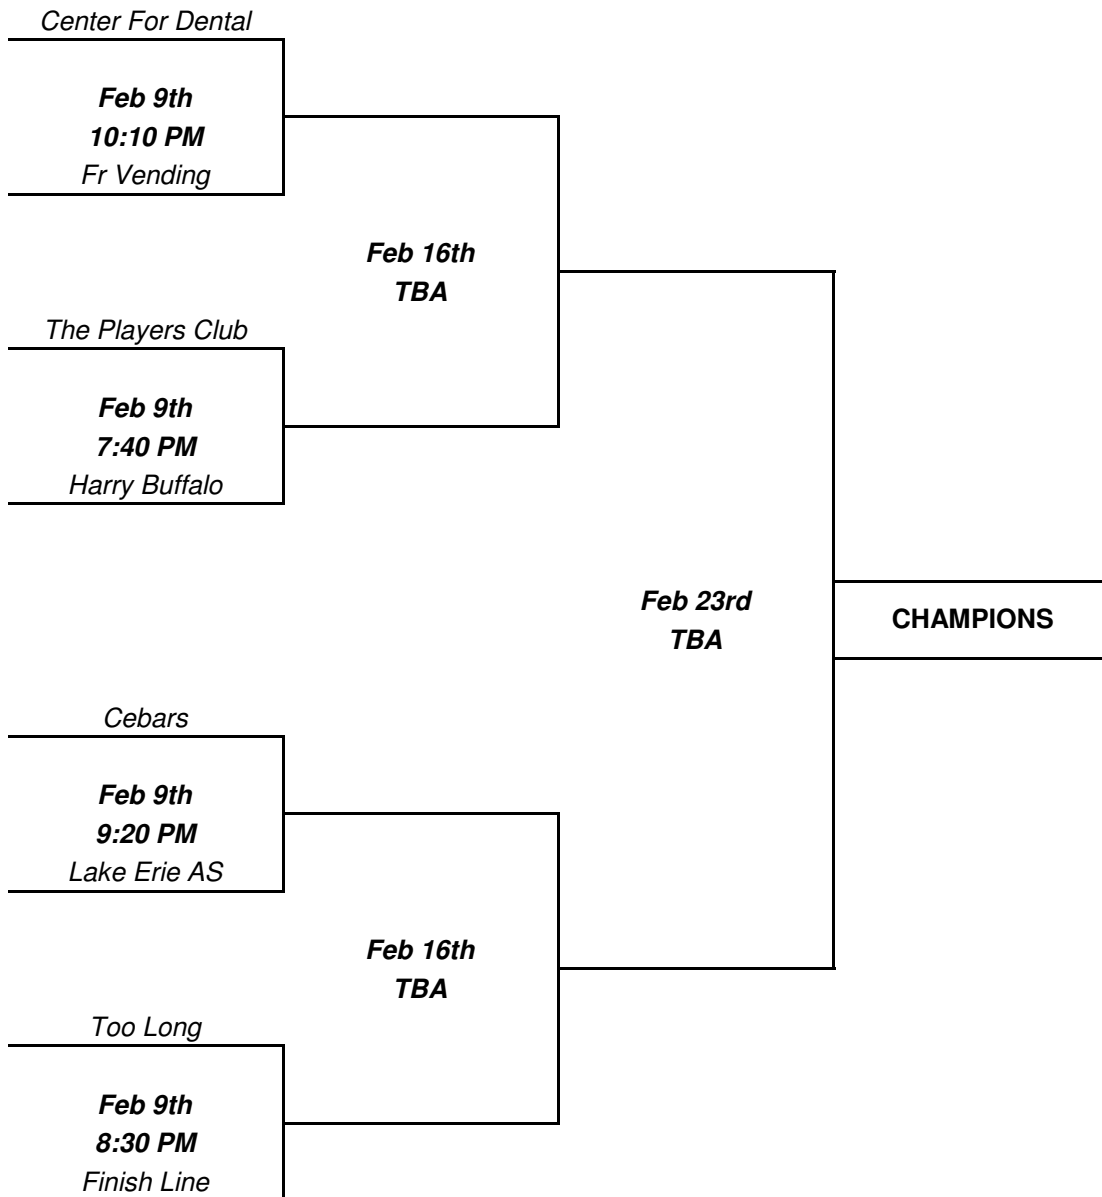 Center For Dental
Feb 9th
10:10 PM
Fr Vending
Feb 16th
TBA
The Players Club
Feb 9th
7:40 PM
Harry Buffalo
Feb 23rd
TBA
CHAMPIONS
Cebars
Feb 9th
9:20 PM
Lake Erie AS
Feb 16th
TBA
Too Long
Feb 9th
8:30 PM
Finish Line